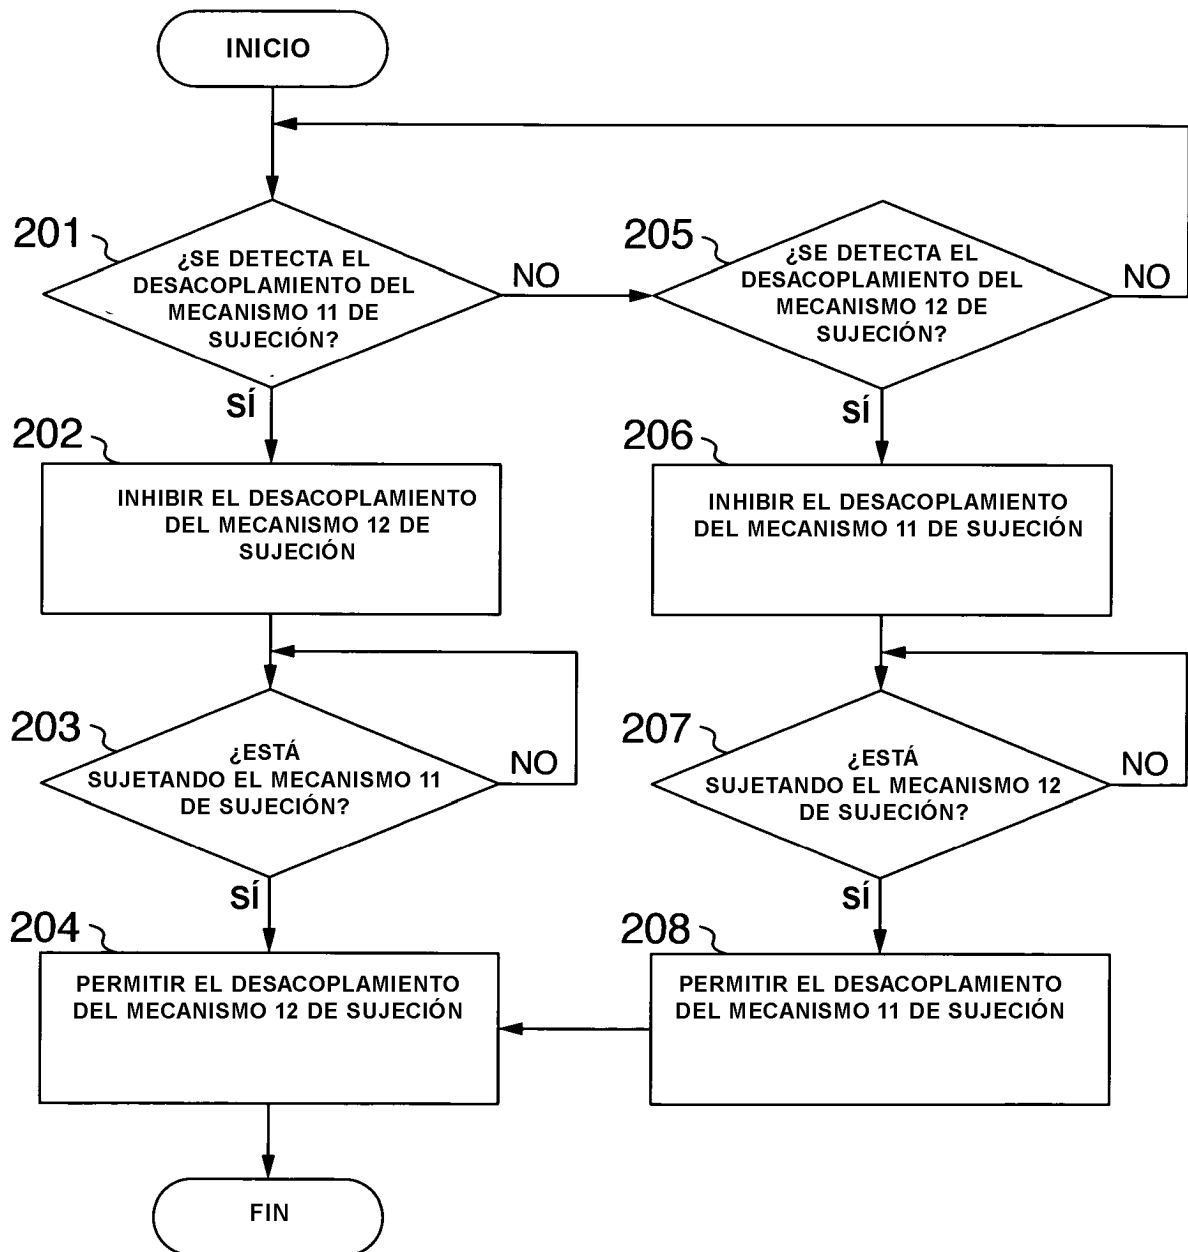 INICIO
201
¿SE DETECTA EL
DESACOPLAMIENTO DEL
MECANISMO 11 DE
SUJECIÓN?
NO
205
¿SE DETECTA EL
DESACOPLAMIENTO DEL
MECANISMO 12 DE
SUJECIÓN?
NO
SÍ
SÍ
202
INHIBIR EL DESACOPLAMIENTO
DEL MECANISMO 12 DE
SUJECIÓN
206
INHIBIR EL DESACOPLAMIENTO
DEL MECANISMO 11 DE SUJECIÓN
203
¿ESTÁ
SUJETANDO EL MECANISMO 11
DE SUJECIÓN?
NO
207
¿ESTÁ
SUJETANDO EL MECANISMO 12
DE SUJECIÓN?
NO
SÍ
SÍ
204
PERMITIR EL DESACOPLAMIENTO
DEL MECANISMO 12 DE SUJECIÓN
208
PERMITIR EL DESACOPLAMIENTO
DEL MECANISMO 11 DE SUJECIÓN
FIN